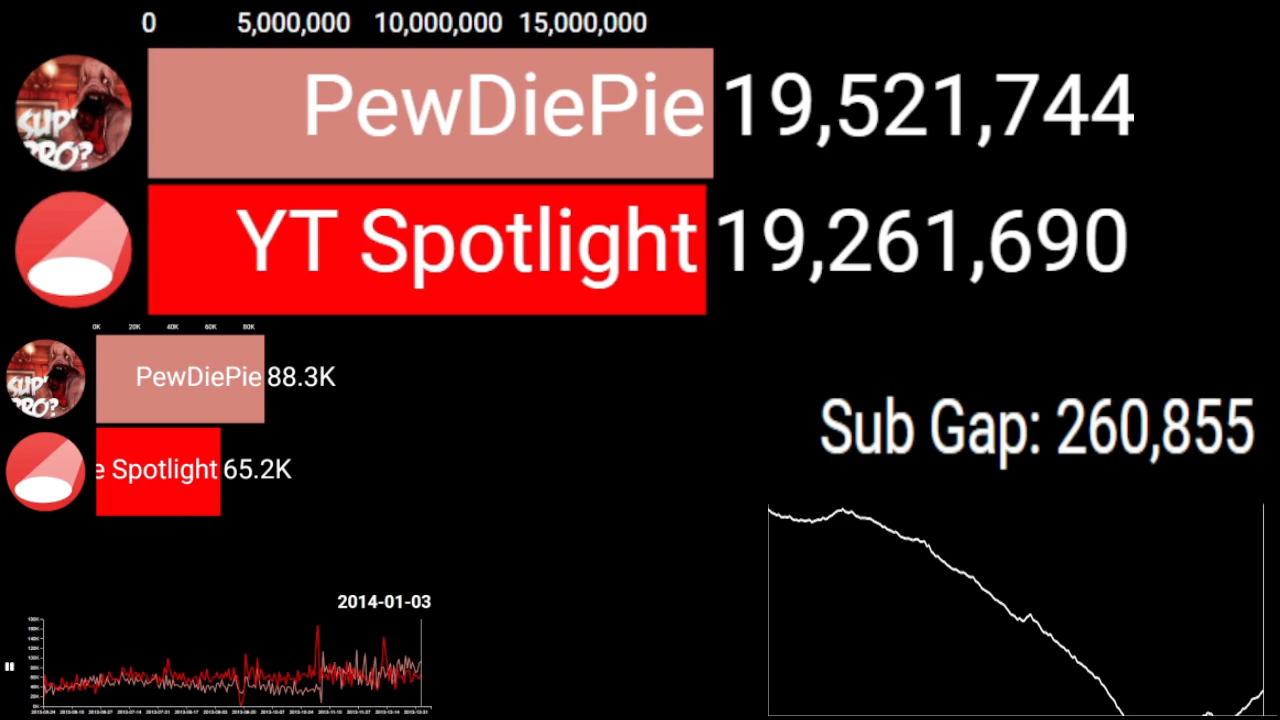 0 5,000,000 10,000,000 15,000,000
PewDiePie 19,521,744
YT Spotlight 19,261,690
0K 20K 40K 60K 80K
PewDiePie 88.3K
e Spotlight 65.2K
Sub Gap: 260,855
2014-01-03